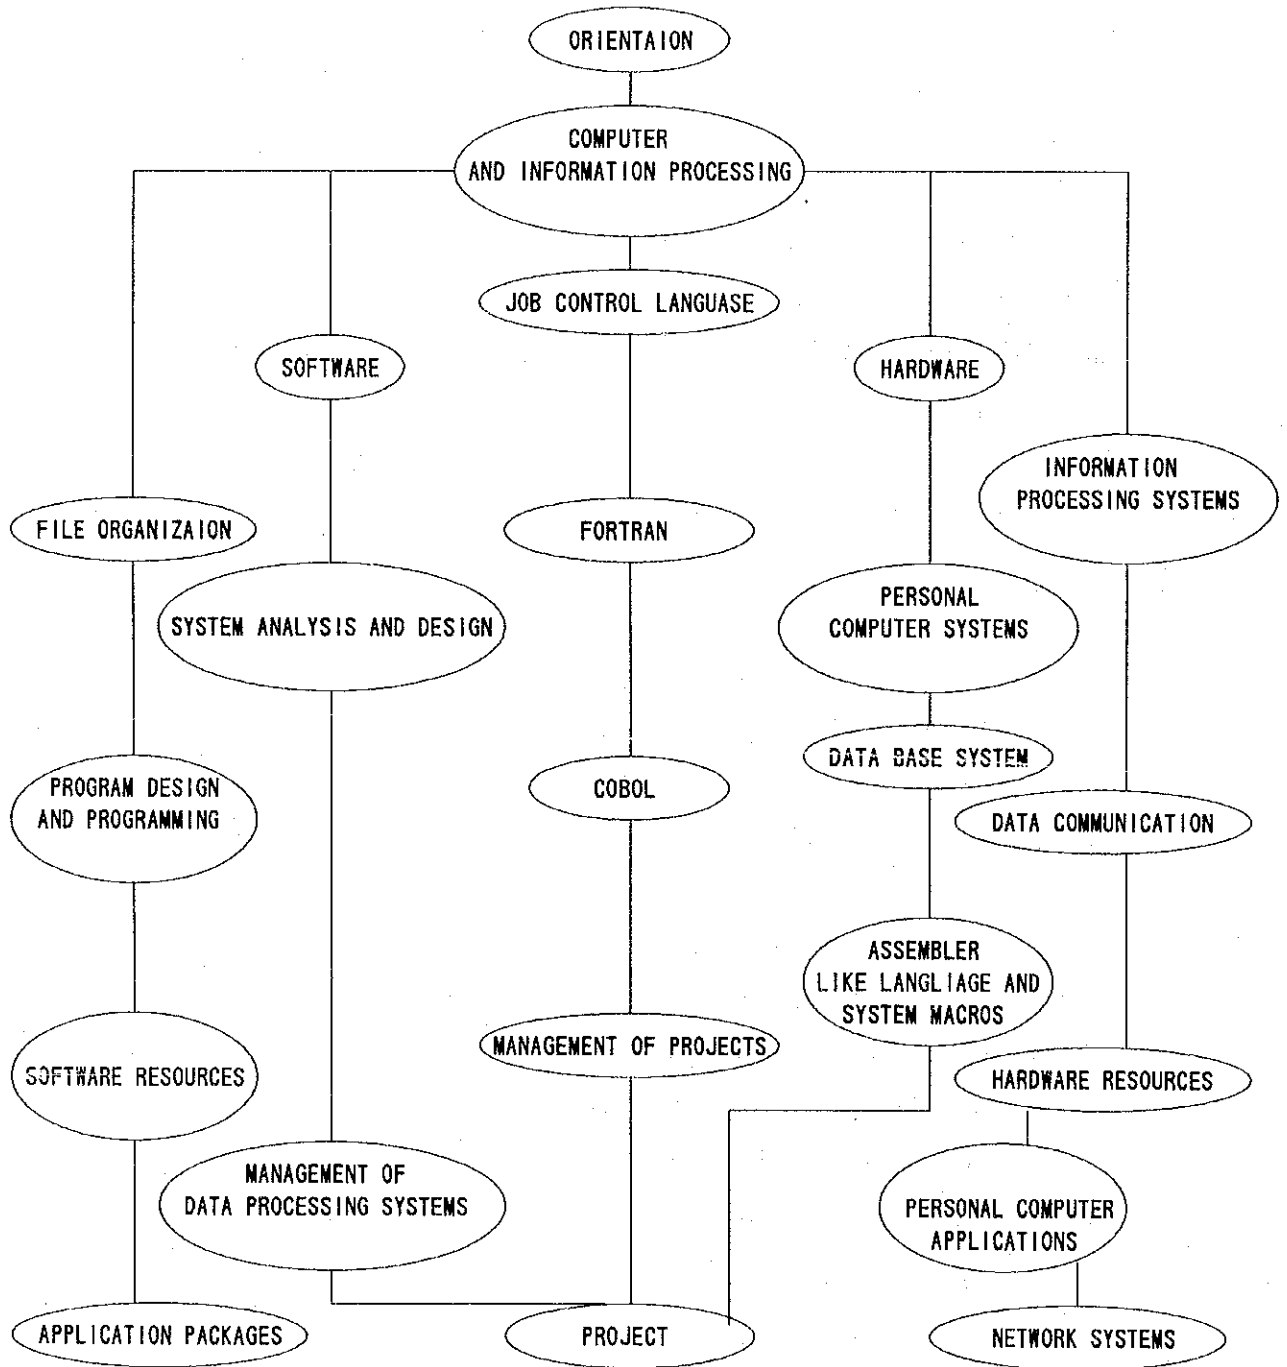 ORIENTAION
COMPUTER
AND INFORMATION PROCESSING
JOB CONTROL LANGUASE
SOFTWARE
HARDWARE
INFORMATION
PROCESSING SYSTEMS
FILE ORGANIZAION
FORTRAN
SYSTEM ANALYSIS AND DESIGN
PERSONAL
COMPUTER SYSTEMS
DATA BASE SYSTEM
PROGRAM DESIGN
AND PROGRAMMING
COBOL
DATA COMMUNICATION
ASSEMBLER
LIKE LANGLIAGE AND
SYSTEM MACROS
MANAGEMENT OF PROJECTS
SOFTWARE RESOURCES
HARDWARE RESOURCES
MANAGEMENT OF
DATA PROCESSING SYSTEMS
PERSONAL COMPUTER
APPLICATIONS
APPLICATION PACKAGES
PROJECT
NETWORK SYSTEMS